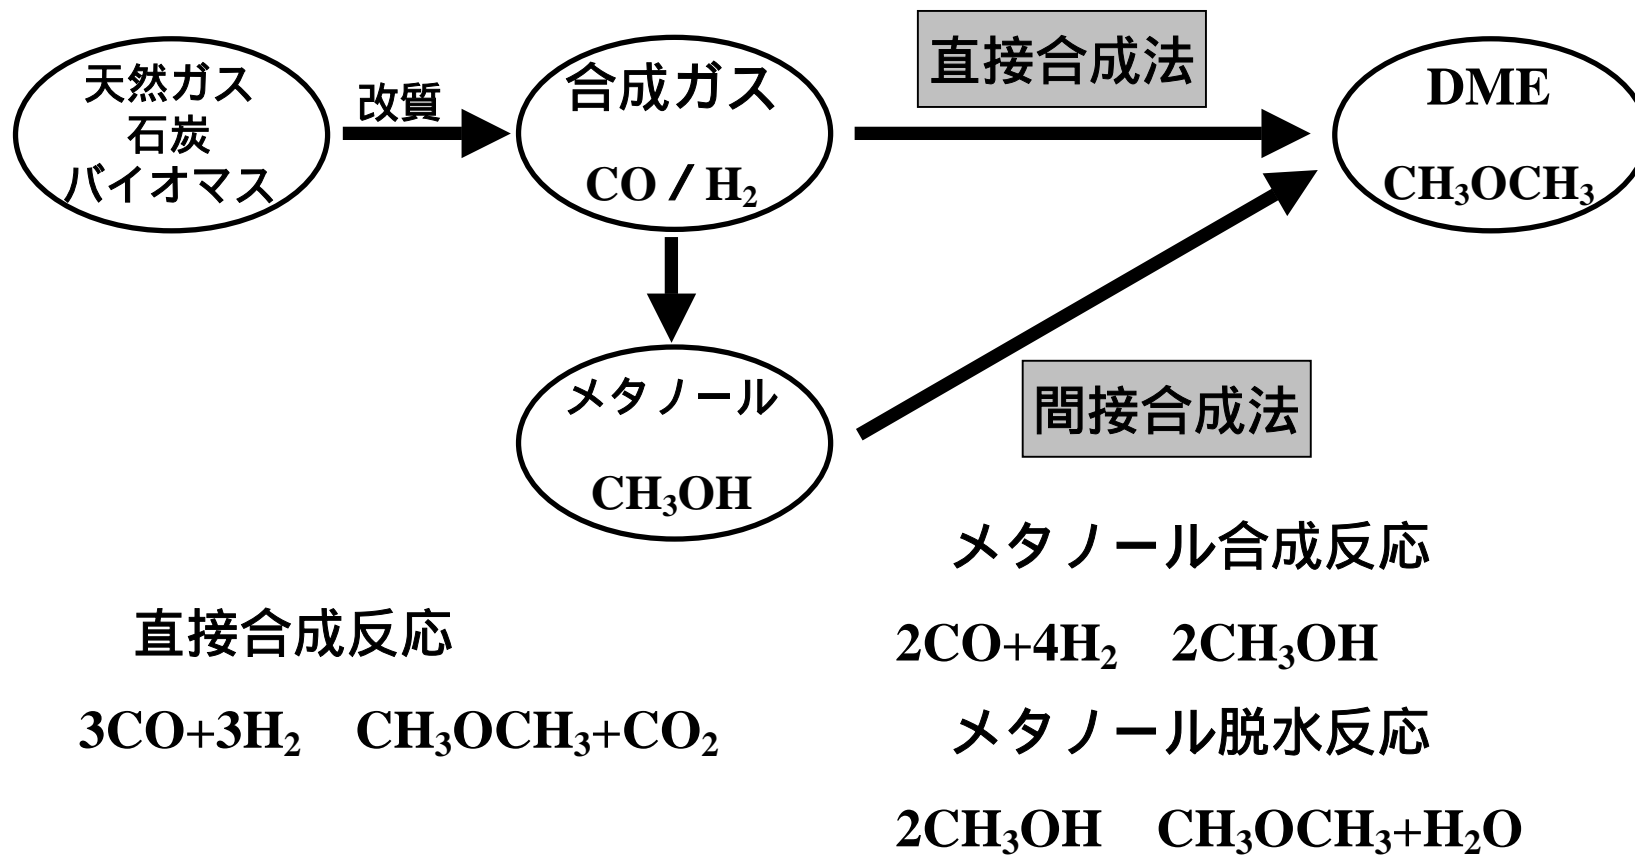 天然ガス
石炭
バイオマス
改質
合成ガス
CO / H₂
直接合成法
DME
CH₃OCH₃
メタノール
CH₃OH
間接合成法
直接合成反応
3CO+3H₂ CH₃OCH₃+CO₂
メタノール合成反応
2CO+4H₂ 2CH₃OH
メタノール脱水反応
2CH₃OH CH₃OCH₃+H₂O